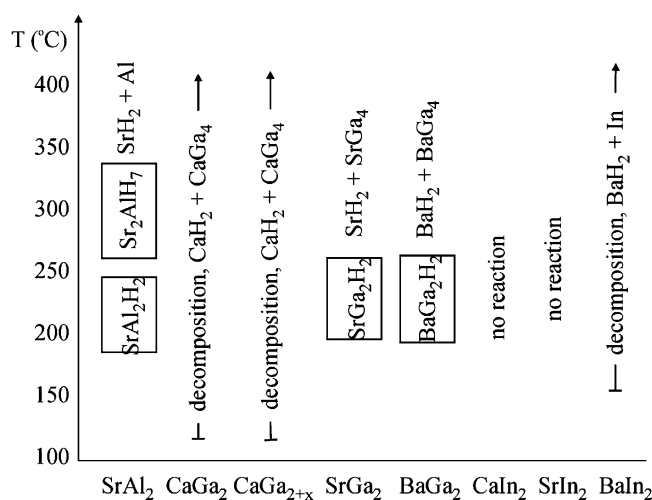 T (°C)
400
350
300
250
200
150
100
SrH₂ + Al
Sr₂AlH₇
SrAl₂H₂
decomposition, CaH₂ + CaGa₄
decomposition, CaH₂ + CaGa₄
SrH₂ + SrGa₄
SrGa₂H₂
BaH₂ + BaGa₄
BaGa₂H₂
no reaction
no reaction
decomposition, BaH₂ + In
SrAl₂ CaGa₂ CaGa₂₊ₓ SrGa₂ BaGa₂ CaIn₂ SrIn₂ BaIn₂